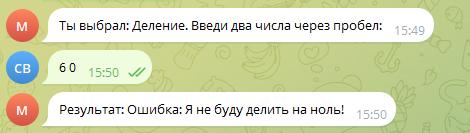 М
Ты выбрал: Деление. Введи два числа через пробел:
15:49
СВ
6 0
15:50
М
Результат: Ошибка: Я не буду делить на ноль!
15:50